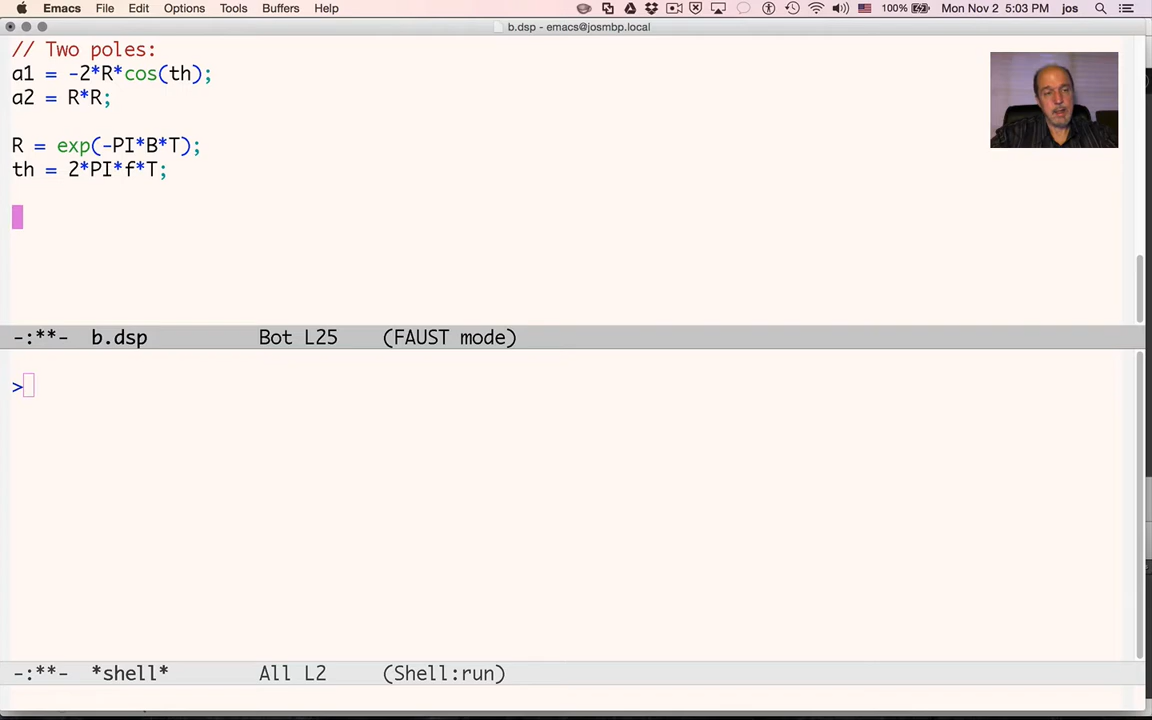 Emacs File Edit Options Tools Buffers Help 100% Mon Nov 2 5:03 PM jos
b.dsp - emacs@josmbp.local
// Two poles:
a1 = -2*R*cos(th);
a2 = R*R;
R = exp(-PI*B*T);
th = 2*PI*f*T;
-:**- b.dsp Bot L25 (FAUST mode)
>
-:**- *shell* All L2 (Shell:run)